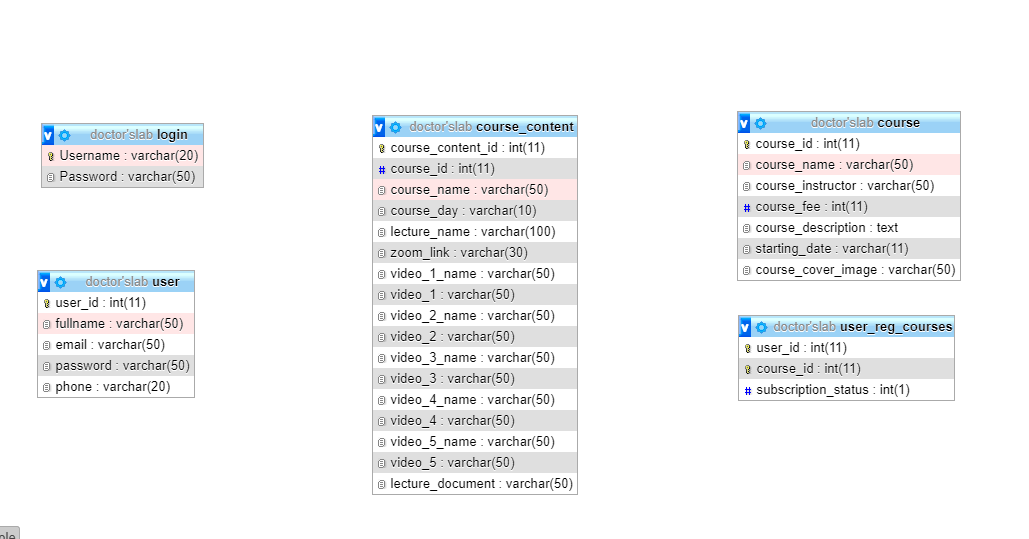 doctor'slab login
Username : varchar(20)
Password : varchar(50)
doctor'slab user
user_id : int(11)
fullname : varchar(50)
email : varchar(50)
password : varchar(50)
phone : varchar(20)
doctor'slab course_content
course_content_id : int(11)
course_id : int(11)
course_name : varchar(50)
course_day : varchar(10)
lecture_name : varchar(100)
zoom_link : varchar(30)
video_1_name : varchar(50)
video_1 : varchar(50)
video_2_name : varchar(50)
video_2 : varchar(50)
video_3_name : varchar(50)
video_3 : varchar(50)
video_4_name : varchar(50)
video_4 : varchar(50)
video_5_name : varchar(50)
video_5 : varchar(50)
lecture_document : varchar(50)
doctor'slab course
course_id : int(11)
course_name : varchar(50)
course_instructor : varchar(50)
course_fee : int(11)
course_description : text
starting_date : varchar(11)
course_cover_image : varchar(50)
doctor'slab user_reg_courses
user_id : int(11)
course_id : int(11)
subscription_status : int(1)